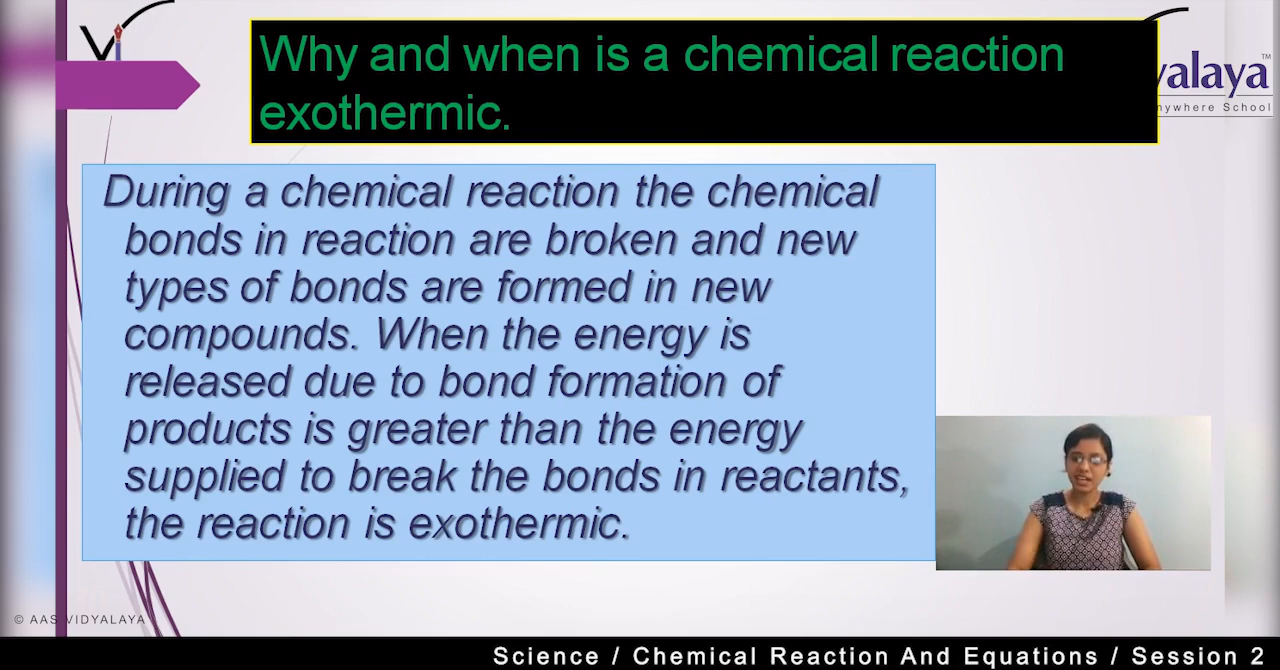 Why and when is a chemical reaction
exothermic.
yalaya™
nywhere School
During a chemical reaction the chemical
bonds in reaction are broken and new
types of bonds are formed in new
compounds. When the energy is
released due to bond formation of
products is greater than the energy
supplied to break the bonds in reactants,
the reaction is exothermic.
© AAS VIDYALAYA
Science / Chemical Reaction And Equations / Session 2